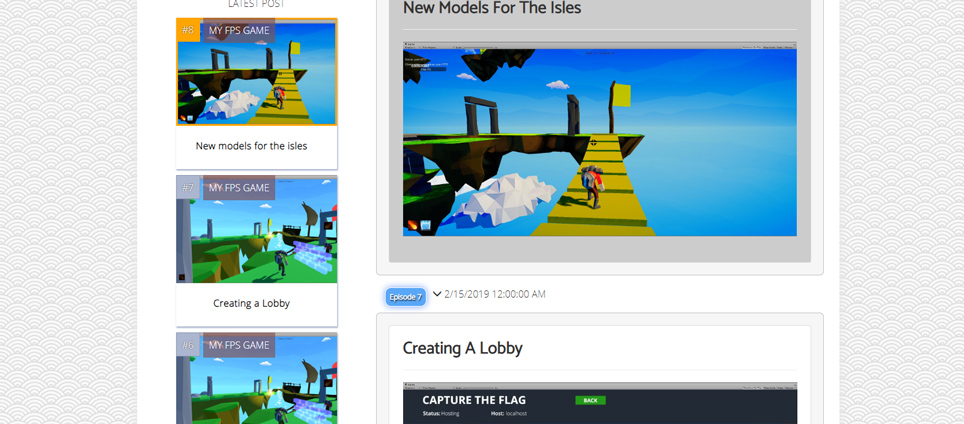 LATEST POST
#8 MY FPS GAME
New models for the isles
#7 MY FPS GAME
Creating a Lobby
#6 MY FPS GAME
New Models For The Isles
Episode 7 2/15/2019 12:00:00 AM
Creating A Lobby
CAPTURE THE FLAG
BACK
Status: Hosting Host: localhost